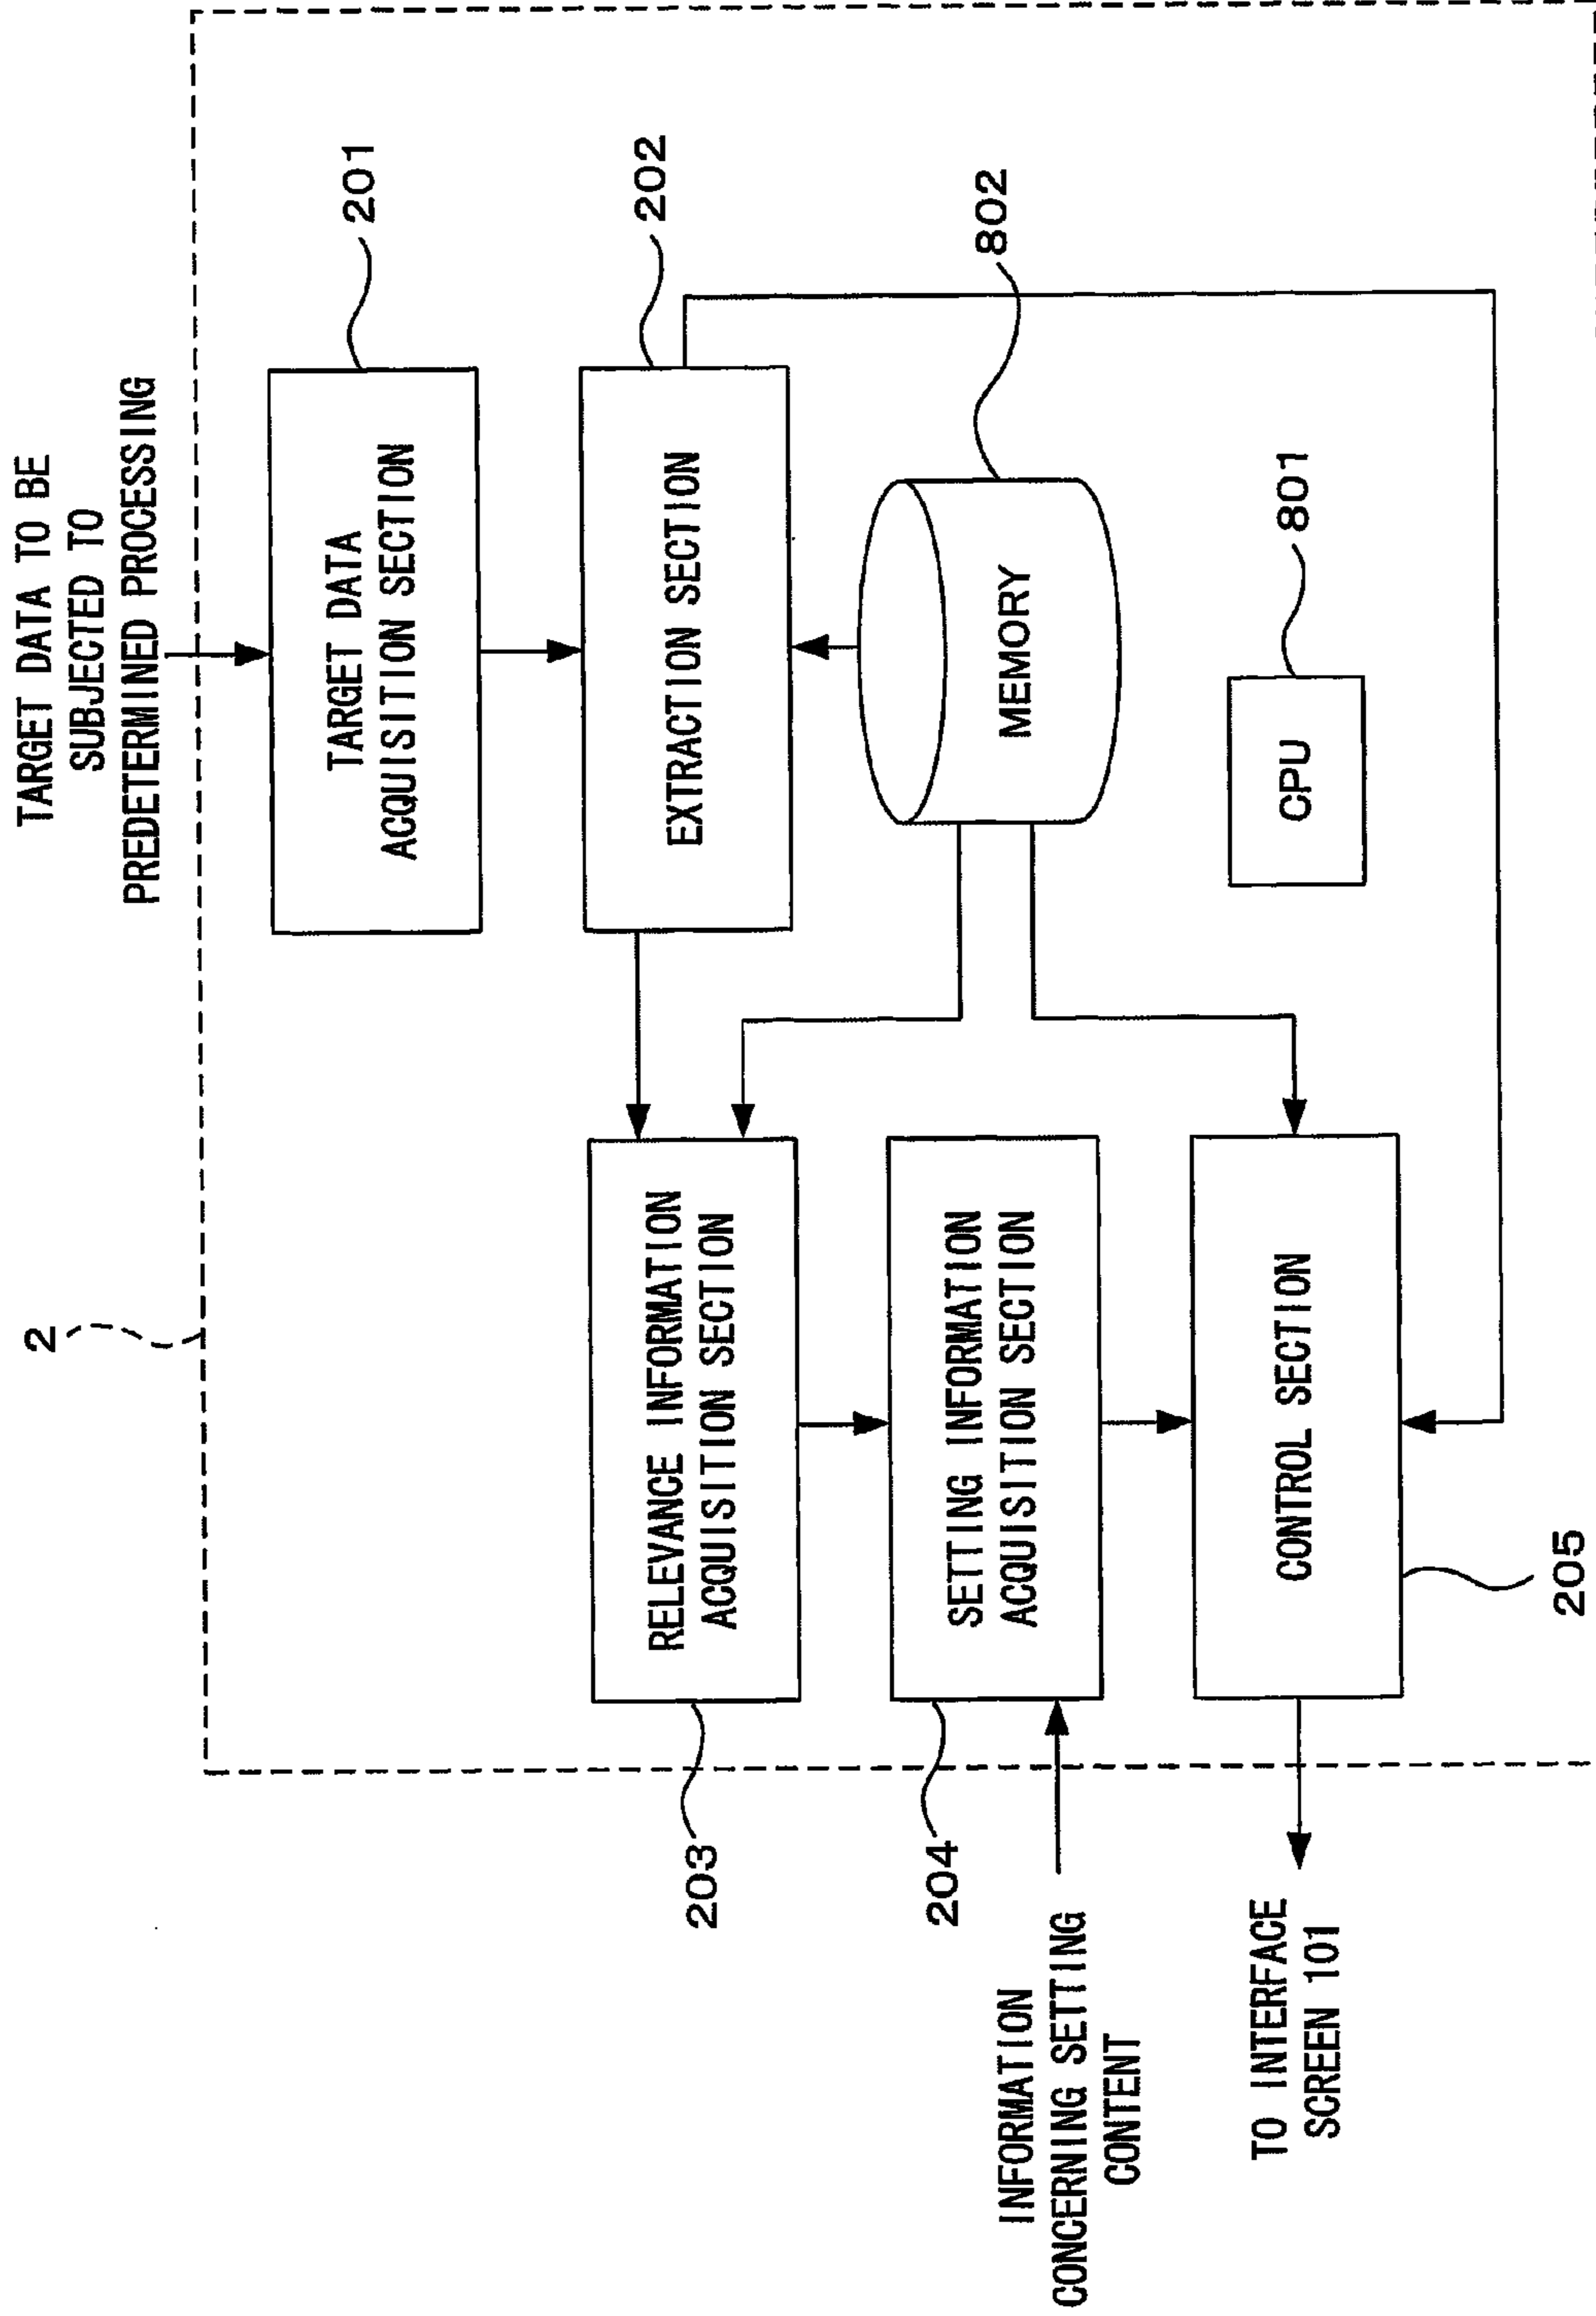 2
TARGET DATA TO BE
SUBJECTED TO
PREDETERMINED PROCESSING
201
TARGET DATA
ACQUISITION SECTION
202
EXTRACTION SECTION
802
MEMORY
801
CPU
203
RELEVANCE INFORMATION
ACQUISITION SECTION
204
SETTING INFORMATION
ACQUISITION SECTION
INFORMATION
CONCERNING SETTING
CONTENT
CONTROL SECTION
205
TO INTERFACE
SCREEN 101